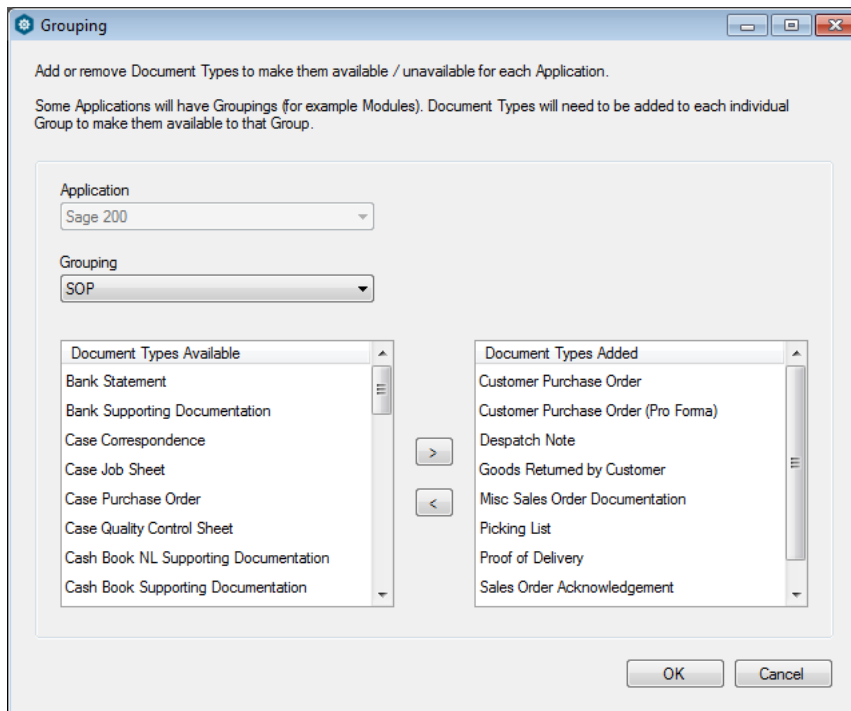 Grouping
Add or remove Document Types to make them available / unavailable for each Application.
Some Applications will have Groupings (for example Modules). Document Types will need to be added to each individual
Group to make them available to that Group.
Application
Sage 200
Grouping
SOP
Document Types Available
Bank Statement
Bank Supporting Documentation
Case Correspondence
Case Job Sheet
Case Purchase Order
Case Quality Control Sheet
Cash Book NL Supporting Documentation
Cash Book Supporting Documentation
>
<
Document Types Added
Customer Purchase Order
Customer Purchase Order (Pro Forma)
Despatch Note
Goods Returned by Customer
Misc Sales Order Documentation
Picking List
Proof of Delivery
Sales Order Acknowledgement
OK
Cancel